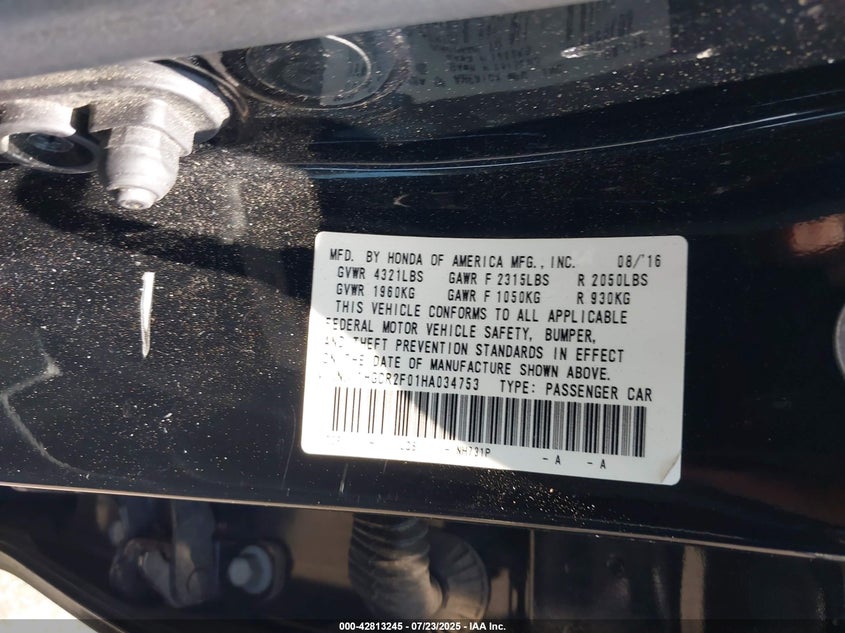 MFD. BY HONDA OF AMERICA MFG., INC. 08/'16
GVWR 4321LBS GAWR F 2315LBS R 2050LBS
GVWR 1960KG GAWR F 1050KG R 930KG
THIS VEHICLE CONFORMS TO ALL APPLICABLE
FEDERAL MOTOR VEHICLE SAFETY, BUMPER,
AND THEFT PREVENTION STANDARDS IN EFFECT
ON THE DATE OF MANUFACTURE SHOWN ABOVE.
HGCR2F01HA034753 TYPE: PASSENGER CAR
NH731P -A -A
000-42813245 - 07/23/2025 - IAA Inc.